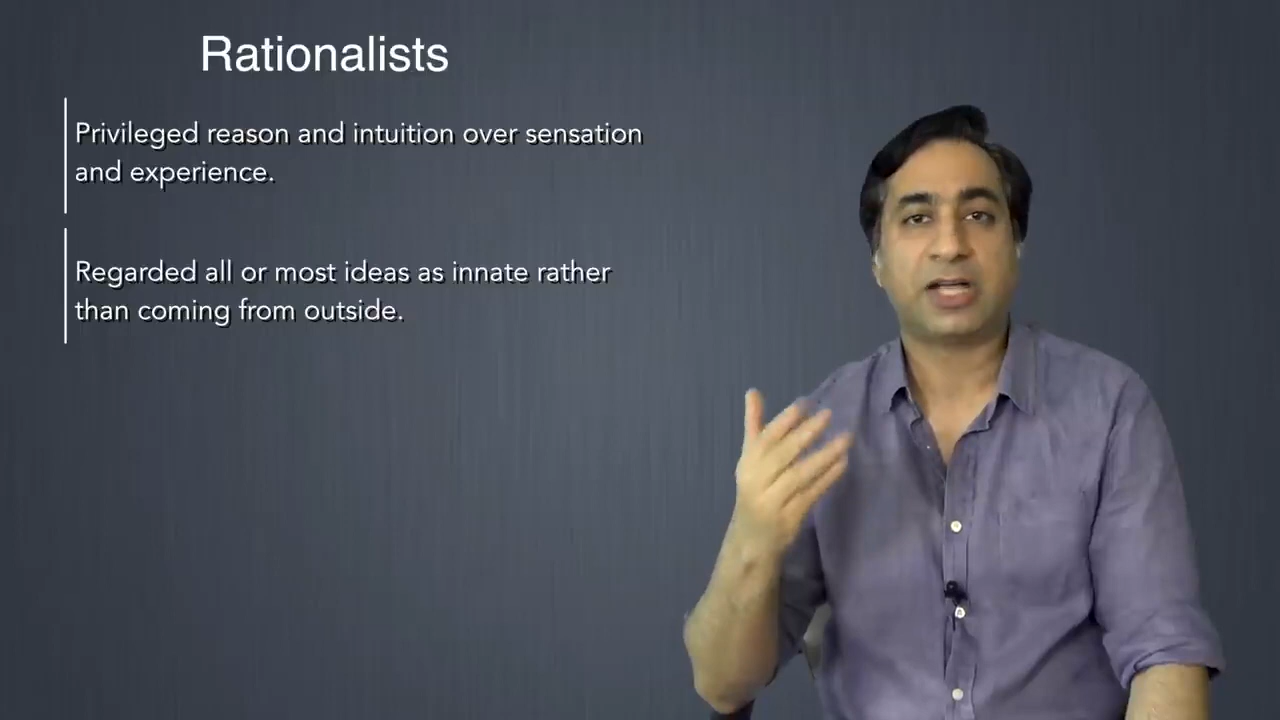 Rationalists
Privileged reason and intuition over sensation
and experience.
Regarded all or most ideas as innate rather
than coming from outside.